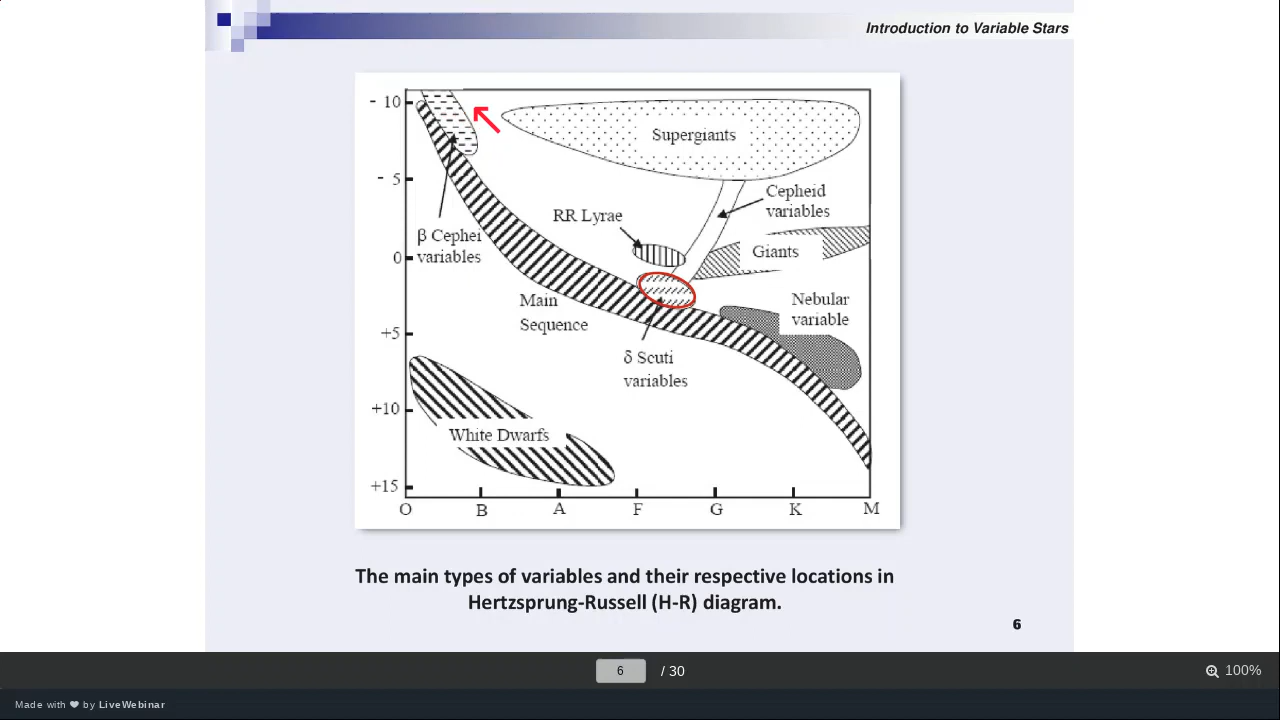 Introduction to Variable Stars
- 10
Supergiants
- 5
Cepheid
variables
RR Lyrae
β Cephei
variables
Giants
0
Main
Sequence
Nebular
variable
+5
δ Scuti
variables
+10
White Dwarfs
+15
O B A F G K M
The main types of variables and their respective locations in
Hertzsprung-Russell (H-R) diagram.
6
6 / 30
100%
Made with ❤ by LiveWebinar